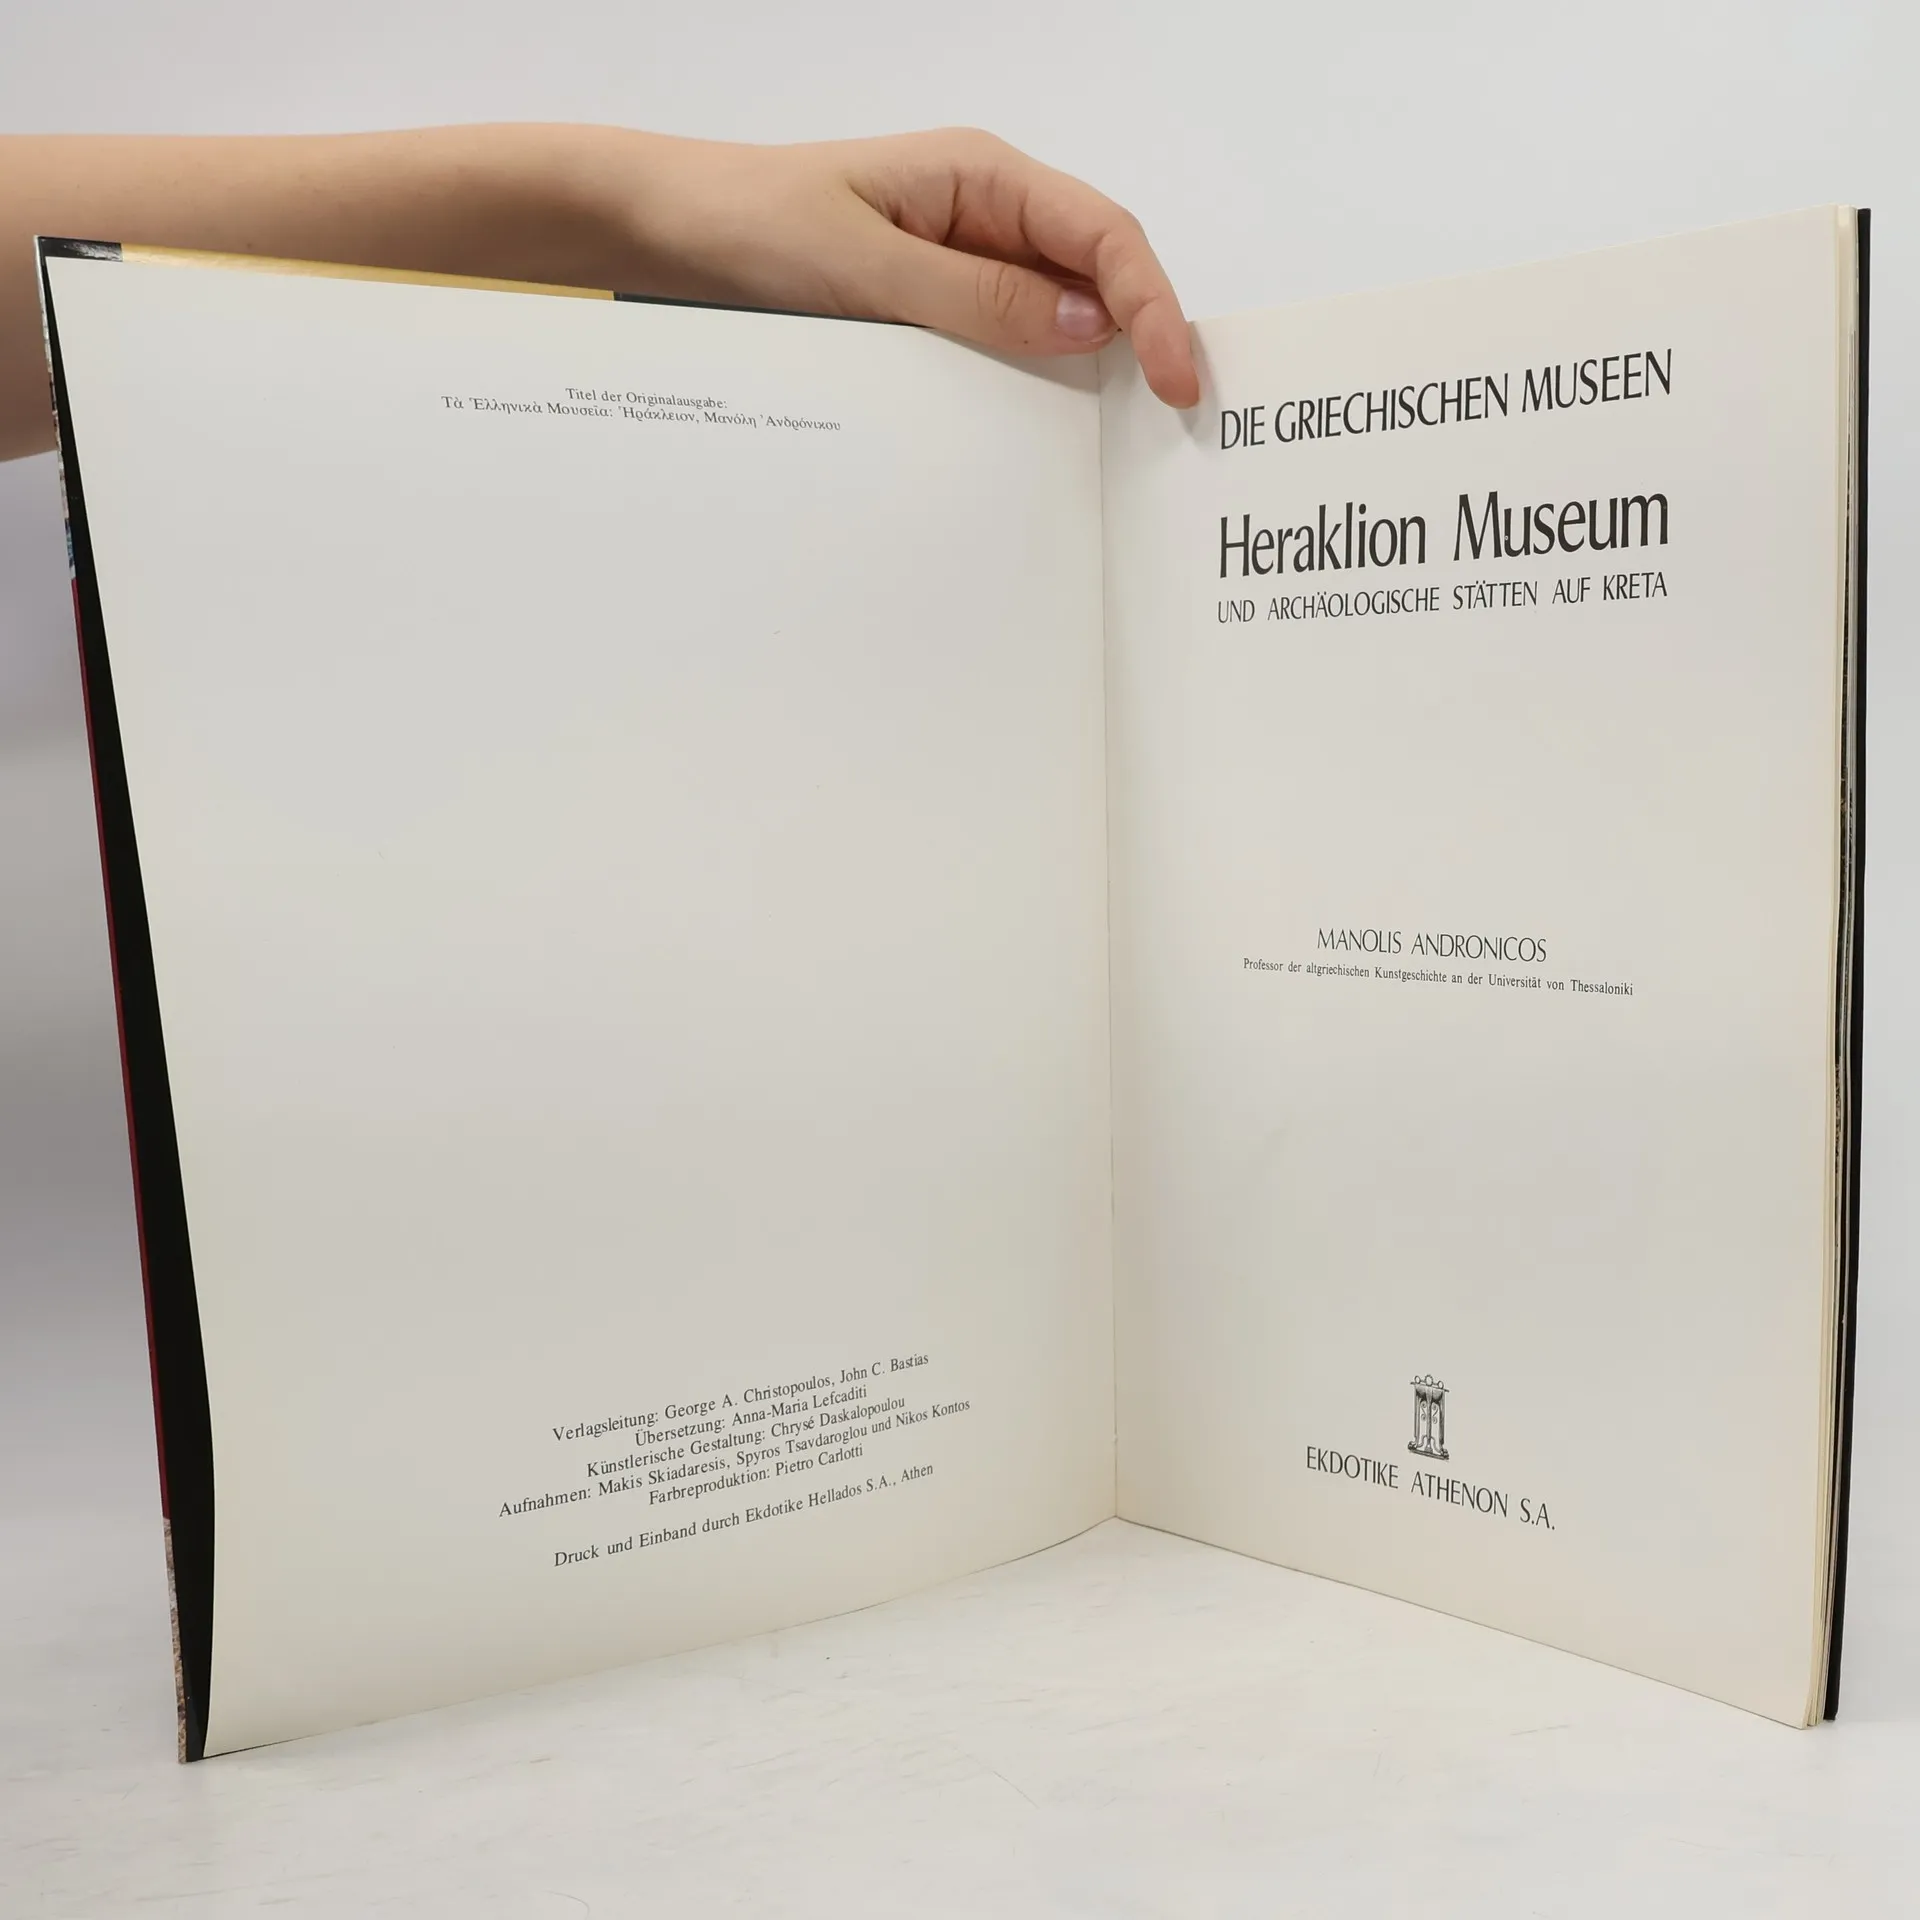 Titel der Originalausgabe:
Τὰ Ἑλληνικὰ Μουσεῖα: Ἡράκλειον, Μανόλη Ἀνδρόνικου
Verlagsleitung: George A. Christopoulos, John C. Bastias
Übersetzung: Anna-Maria Lefcaditi
Künstlerische Gestaltung: Chrysé Daskalopoulou
Aufnahmen: Makis Skiadaresis, Spyros Tsavdaroglou und Nikos Kontos
Farbreproduktion: Pietro Carlotti
Druck und Einband durch Ekdotike Hellados S.A., Athen
DIE GRIECHISCHEN MUSEEN
Heraklion Museum
UND ARCHÄOLOGISCHE STÄTTEN AUF KRETA
MANOLIS ANDRONICOS
Professor der altgriechischen Kunstgeschichte an der Universität von Thessaloniki
EKDOTIKE ATHENON S.A.